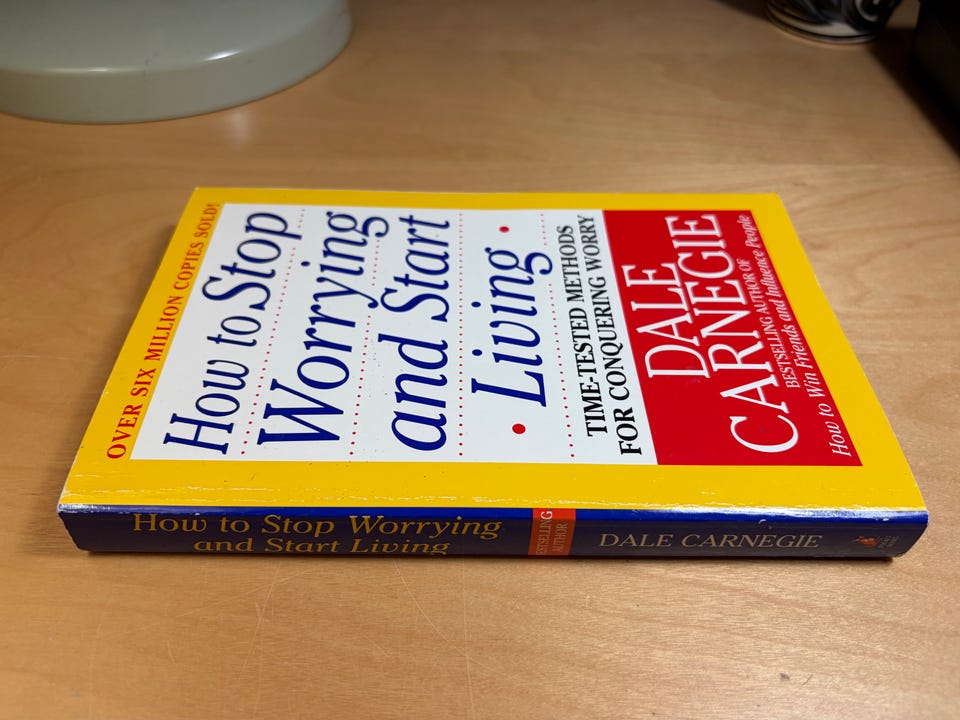 OVER SIX MILLION COPIES SOLD!
How to Stop
Worrying
and Start
• Living •
TIME-TESTED METHODS
FOR CONQUERING WORRY
DALE
CARNEGIE
BESTSELLING AUTHOR OF
How to Win Friends and Influence People
How to Stop Worrying
and Start Living
BESTSELLING
AUTHOR
DALE CARNEGIE